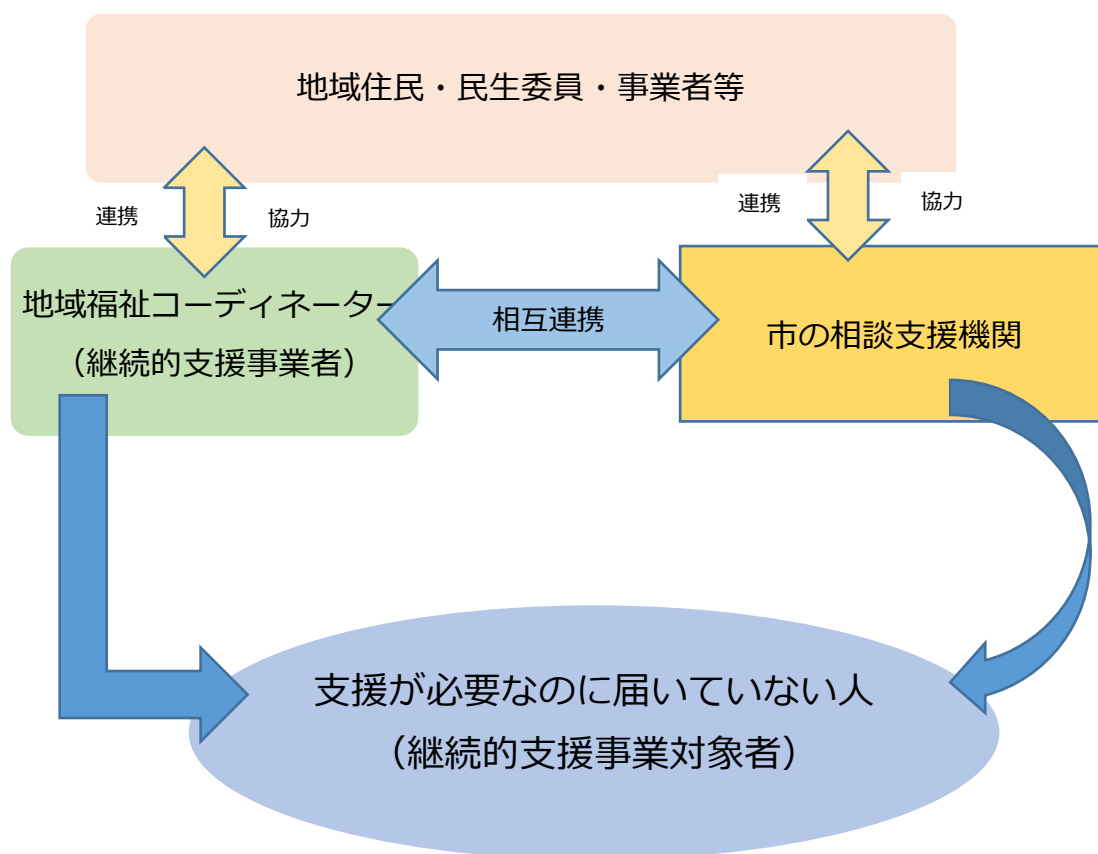 地域住民・民生委員・事業者等
連携
協力
連携
協力
地域福祉コーディネーター
（継続的支援事業者）
相互連携
市の相談支援機関
支援が必要なのに届いていない人
（継続的支援事業対象者）